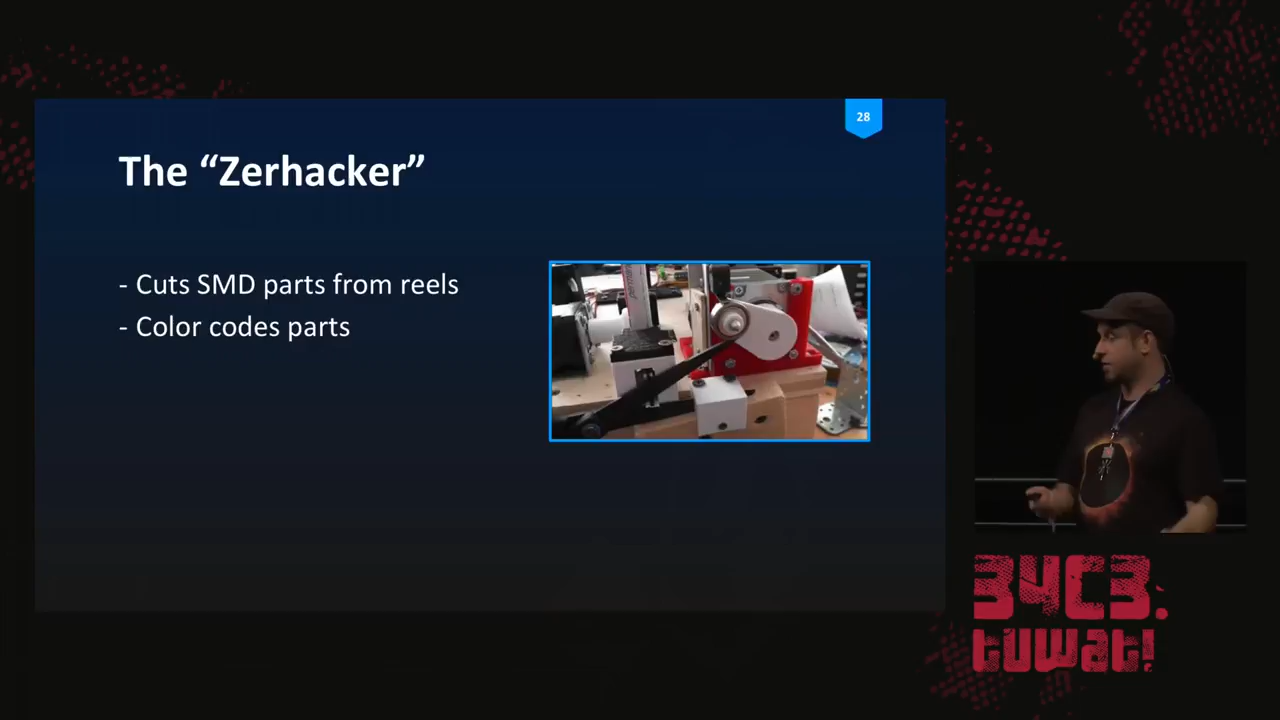 28
The “Zerhacker”
- Cuts SMD parts from reels
- Color codes parts
34C3.
tuwat!